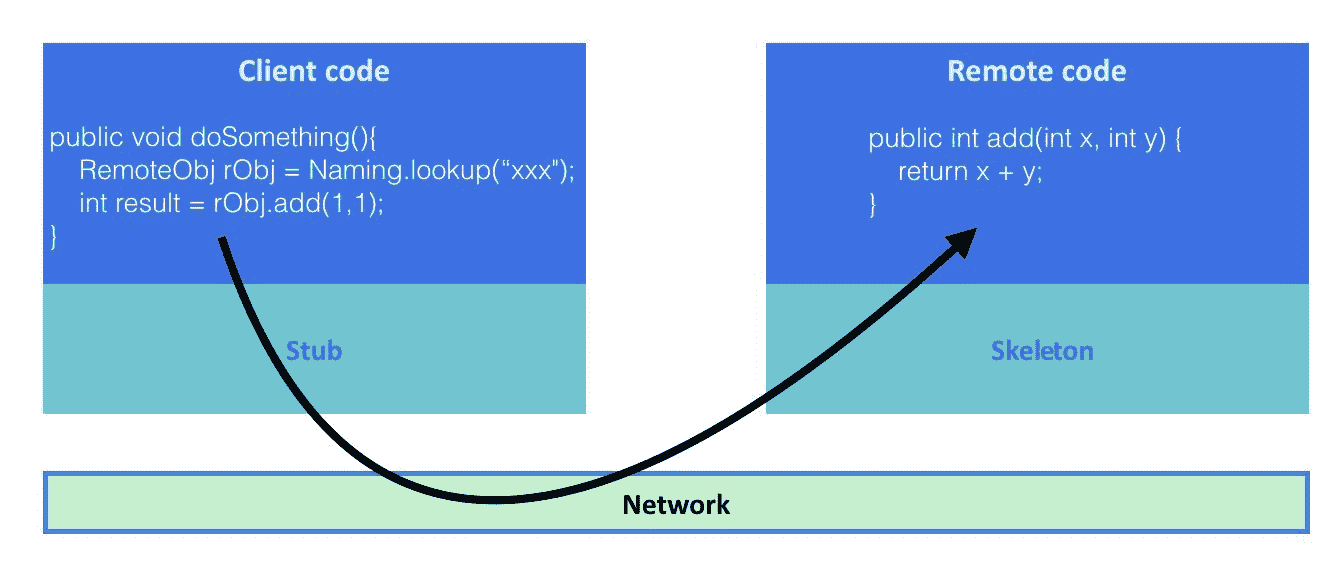 Client code
public void doSomething(){
RemoteObj rObj = Naming.lookup(“xxx");
int result = rObj.add(1,1);
}
Stub
Remote code
public int add(int x, int y) {
return x + y;
}
Skeleton
Network